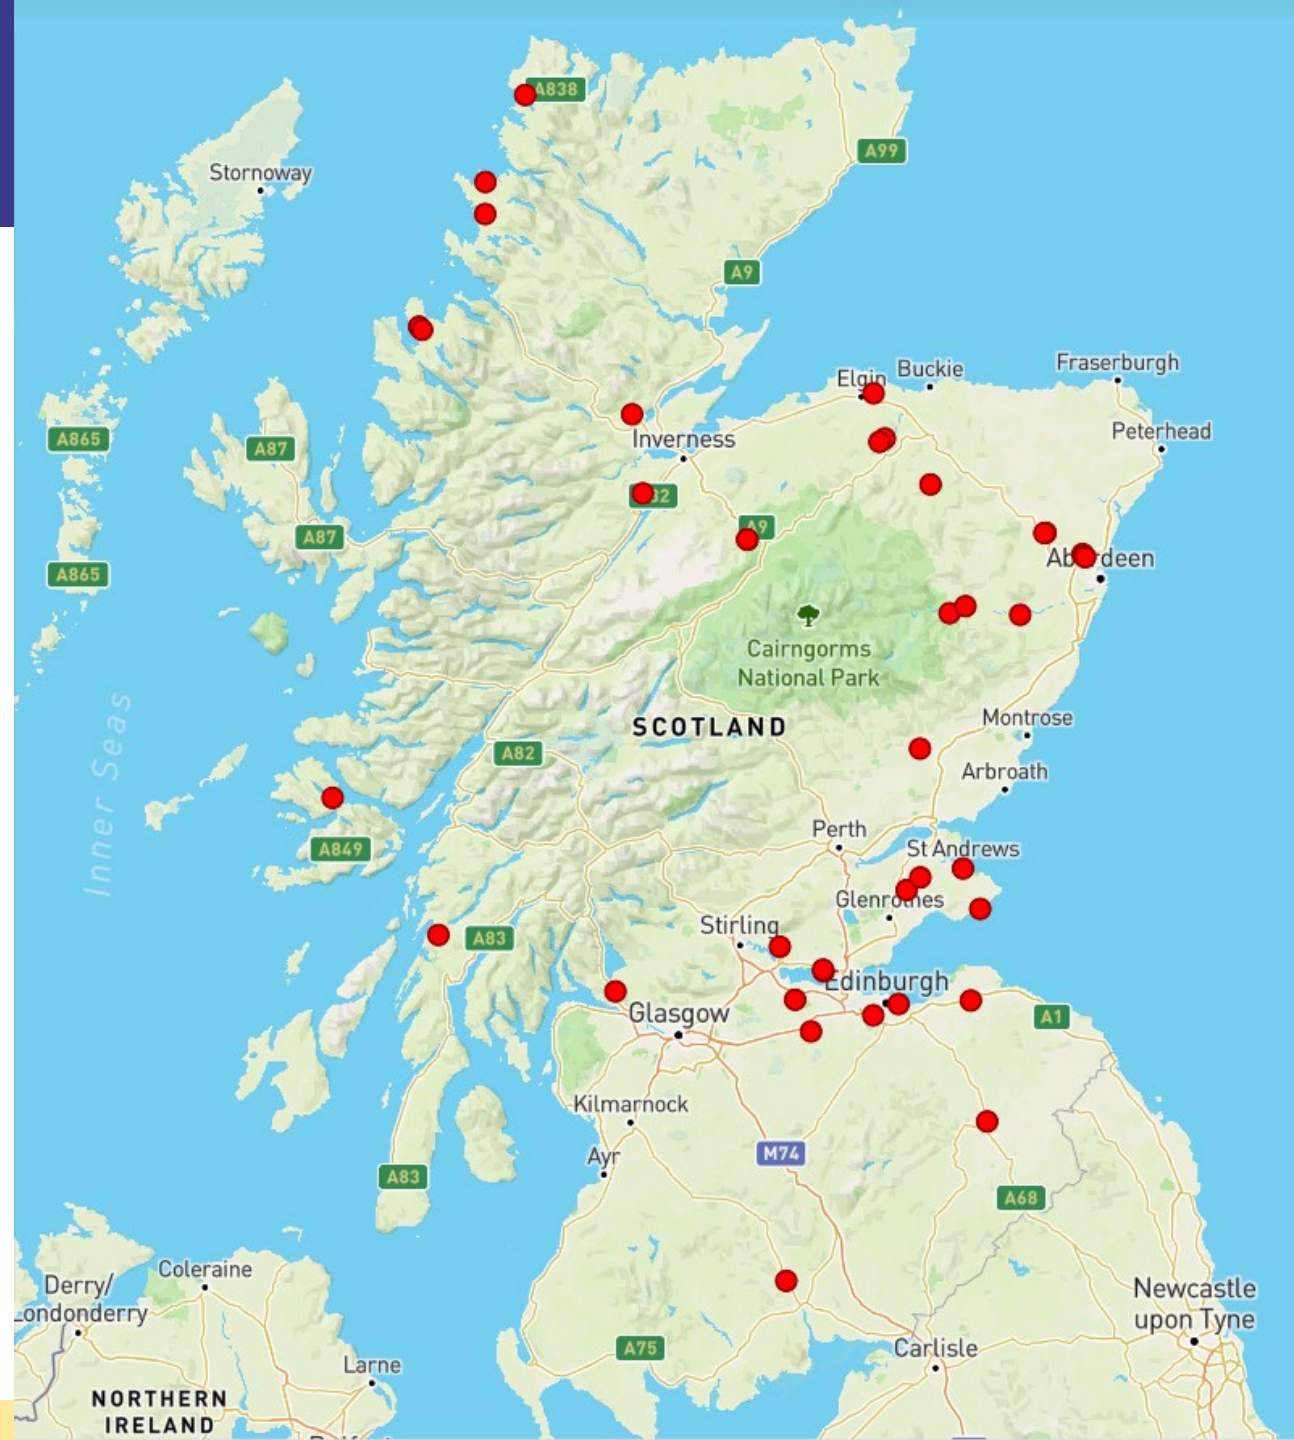 A838
A99
Stornoway
A9
Fraserburgh
Buckie
Elgin
Peterhead
A865
A87
Inverness
A9
A87
Aberdeen
A865
Cairngorms
National Park
Montrose
SCOTLAND
Inner Seas
A82
Arbroath
Perth
St Andrews
A849
Glenrothes
Stirling
A83
Edinburgh
Glasgow
A1
Kilmarnock
M74
Ayr
A83
A68
Coleraine
Derry/
Londonderry
Newcastle
upon Tyne
A75
Carlisle
Larne
NORTHERN
IRELAND